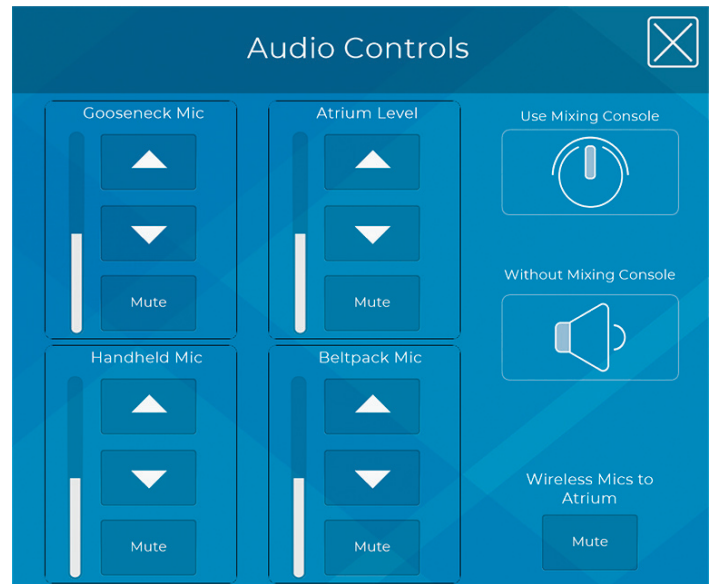 Audio Controls
Gooseneck Mic
Mute
Atrium Level
Mute
Use Mixing Console
Without Mixing Console
Handheld Mic
Mute
Beltpack Mic
Mute
Wireless Mics to
Atrium
Mute